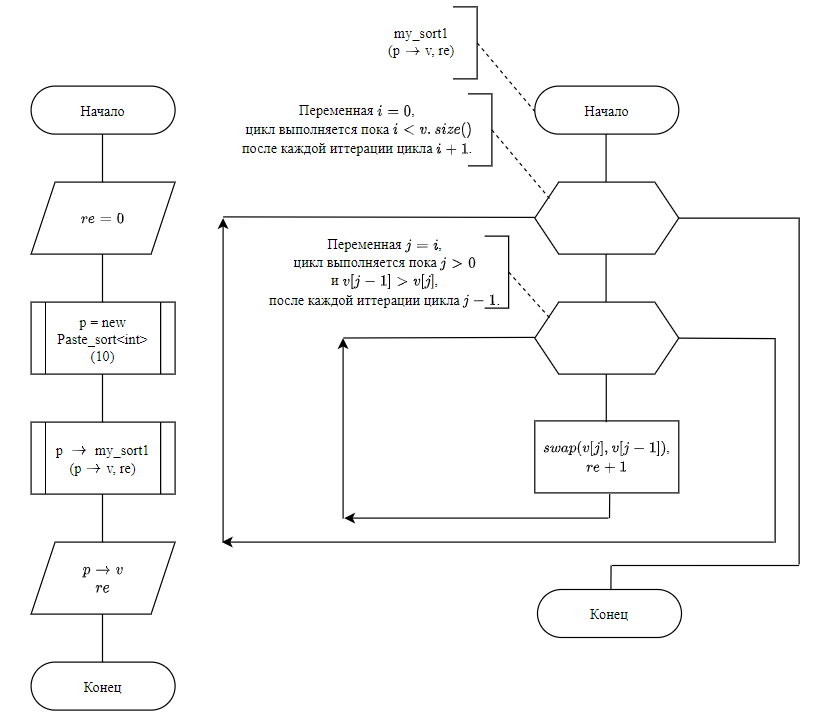 Начало
re = 0
p = new
Paste_sort<int>
(10)
p → my_sort1
(p → v, re)
p → v
re
Конец
my_sort1
(p → v, re)
Начало
Переменная i = 0,
цикл выполняется пока i < v. size()
после каждой иттерации цикла i + 1.
Переменная j = i,
цикл выполняется пока j > 0
и v[j − 1] > v[j],
после каждой иттерации цикла j − 1.
swap(v[j], v[j − 1]),
re + 1
Конец